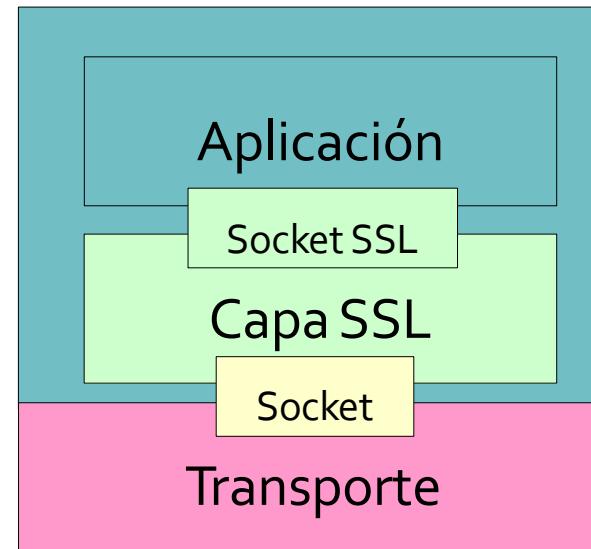 Aplicación
Socket SSL
Capa SSL
Socket
Transporte